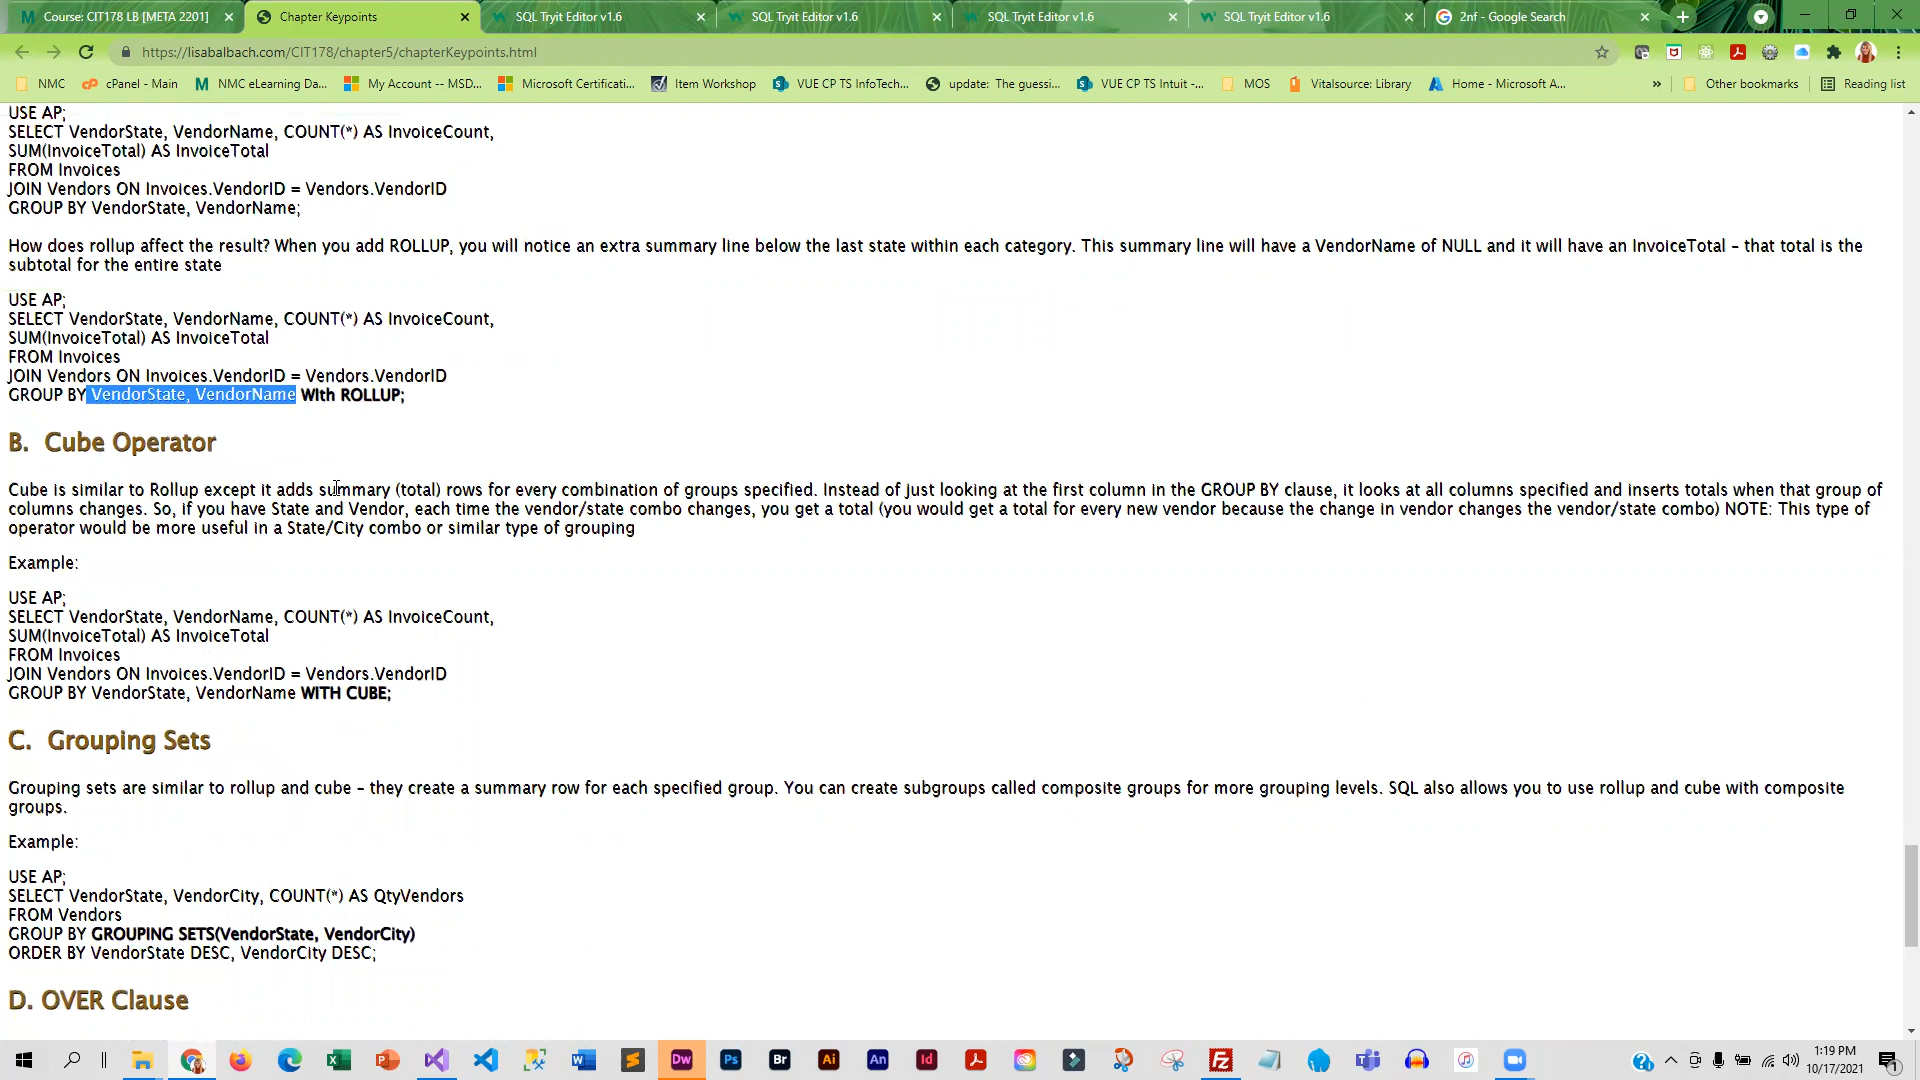 Course: CIT178 LB [META 2201]
Chapter Keypoints
SQL Tryit Editor v1.6
SQL Tryit Editor v1.6
SQL Tryit Editor v1.6
SQL Tryit Editor v1.6
2nf - Google Search
https://lisabalbach.com/CIT178/chapter5/chapterKeypoints.html
NMC
cPanel - Main
NMC eLearning Da...
My Account -- MSD...
Microsoft Certificati...
Item Workshop
VUE CP TS InfoTech...
update: The guessi...
VUE CP TS Intuit -...
MOS
Vitalsource: Library
Home - Microsoft A...
»
Other bookmarks
Reading list
USE AP;
SELECT VendorState, VendorName, COUNT(*) AS InvoiceCount,
SUM(InvoiceTotal) AS InvoiceTotal
FROM Invoices
JOIN Vendors ON Invoices.VendorID = Vendors.VendorID
GROUP BY VendorState, VendorName;
How does rollup affect the result? When you add ROLLUP, you will notice an extra summary line below the last state within each category. This summary line will have a VendorName of NULL and it will have an InvoiceTotal - that total is the
subtotal for the entire state
USE AP;
SELECT VendorState, VendorName, COUNT(*) AS InvoiceCount,
SUM(InvoiceTotal) AS InvoiceTotal
FROM Invoices
JOIN Vendors ON Invoices.VendorID = Vendors.VendorID
GROUP BY VendorState, VendorName With ROLLUP;
B. Cube Operator
Cube is similar to Rollup except it adds summary (total) rows for every combination of groups specified. Instead of just looking at the first column in the GROUP BY clause, it looks at all columns specified and inserts totals when that group of
columns changes. So, if you have State and Vendor, each time the vendor/state combo changes, you get a total (you would get a total for every new vendor because the change in vendor changes the vendor/state combo) NOTE: This type of
operator would be more useful in a State/City combo or similar type of grouping
Example:
USE AP;
SELECT VendorState, VendorName, COUNT(*) AS InvoiceCount,
SUM(InvoiceTotal) AS InvoiceTotal
FROM Invoices
JOIN Vendors ON Invoices.VendorID = Vendors.VendorID
GROUP BY VendorState, VendorName WITH CUBE;
C. Grouping Sets
Grouping sets are similar to rollup and cube - they create a summary row for each specified group. You can create subgroups called composite groups for more grouping levels. SQL also allows you to use rollup and cube with composite
groups.
Example:
USE AP;
SELECT VendorState, VendorCity, COUNT(*) AS QtyVendors
FROM Vendors
GROUP BY GROUPING SETS(VendorState, VendorCity)
ORDER BY VendorState DESC, VendorCity DESC;
D. OVER Clause
Dw
Ps
Br
Ai
An
Id
1:19 PM
10/17/2021